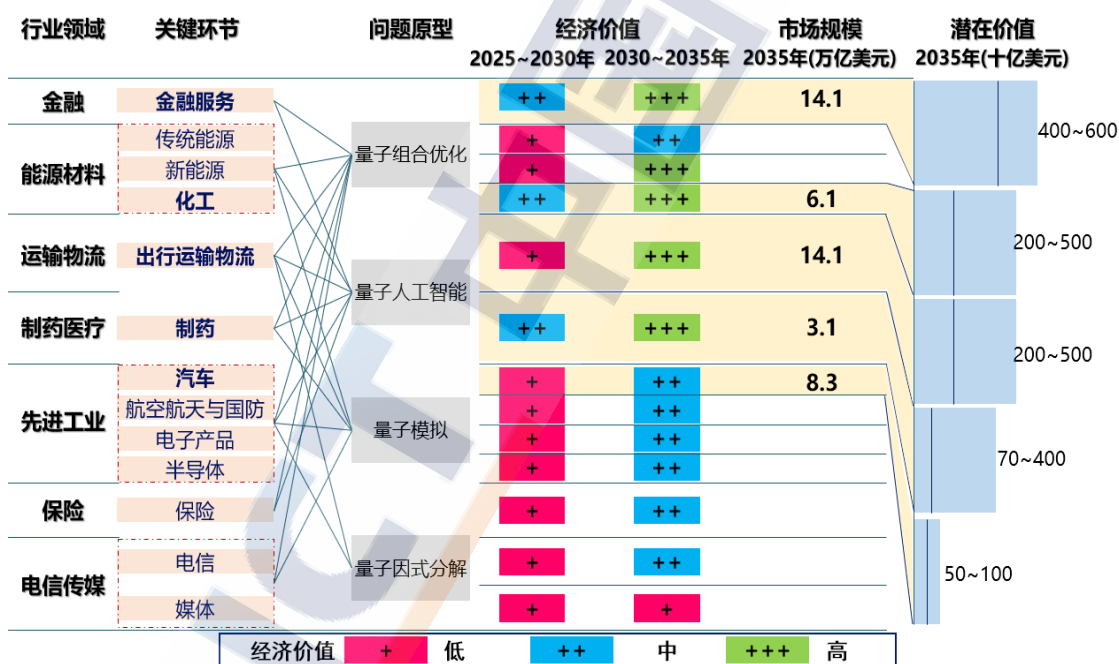 行业领域 关键环节 问题原型 经济价值 市场规模 潜在价值
2025~2030年 2030~2035年 2035年(万亿美元) 2035年(十亿美元)
金融 金融服务 ++ +++ 14.1
400~600
传统能源 + ++
量子组合优化
能源材料 新能源 + +++
化工 ++ +++ 6.1
200~500
运输物流 出行运输物流 + +++ 14.1
量子人工智能
制药医疗 制药 ++ +++ 3.1
200~500
汽车 + ++ 8.3
先进工业 航空航天与国防 + ++
量子模拟
电子产品 + ++
70~400
半导体 + ++
保险 保险 + ++
电信 + ++
量子因式分解
50~100
电信传媒
媒体 + +
经济价值 + 低 ++ 中 +++ 高